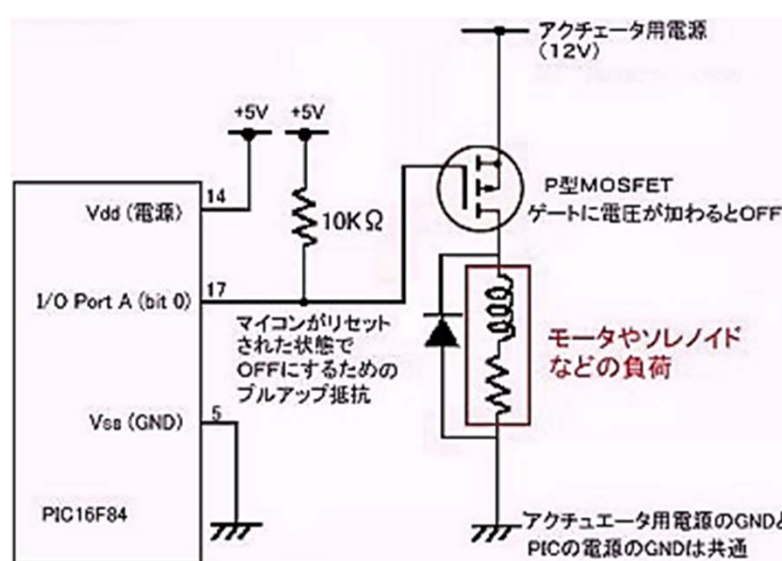 アクチェータ用電源
(12V)
+5V
+5V
14
Vdd (電源)
10KΩ
P型MOSFET
ゲートに電圧が加わるとOFF
17
I/O Port A (bit 0)
マイコンがリセット
された状態で
OFFにするための
プルアップ抵抗
モータやソレノイド
などの負荷
5
VSB (GND)
PIC16F84
アクチュエータ用電源のGNDと
PICの電源のGNDは共通